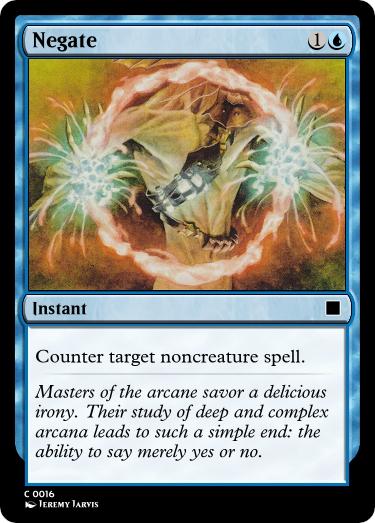 Negate 1
Instant
Counter target noncreature spell.
Masters of the arcane savor a delicious
irony. Their study of deep and complex
arcana leads to such a simple end: the
ability to say merely yes or no.
C 0016
Jeremy Jarvis